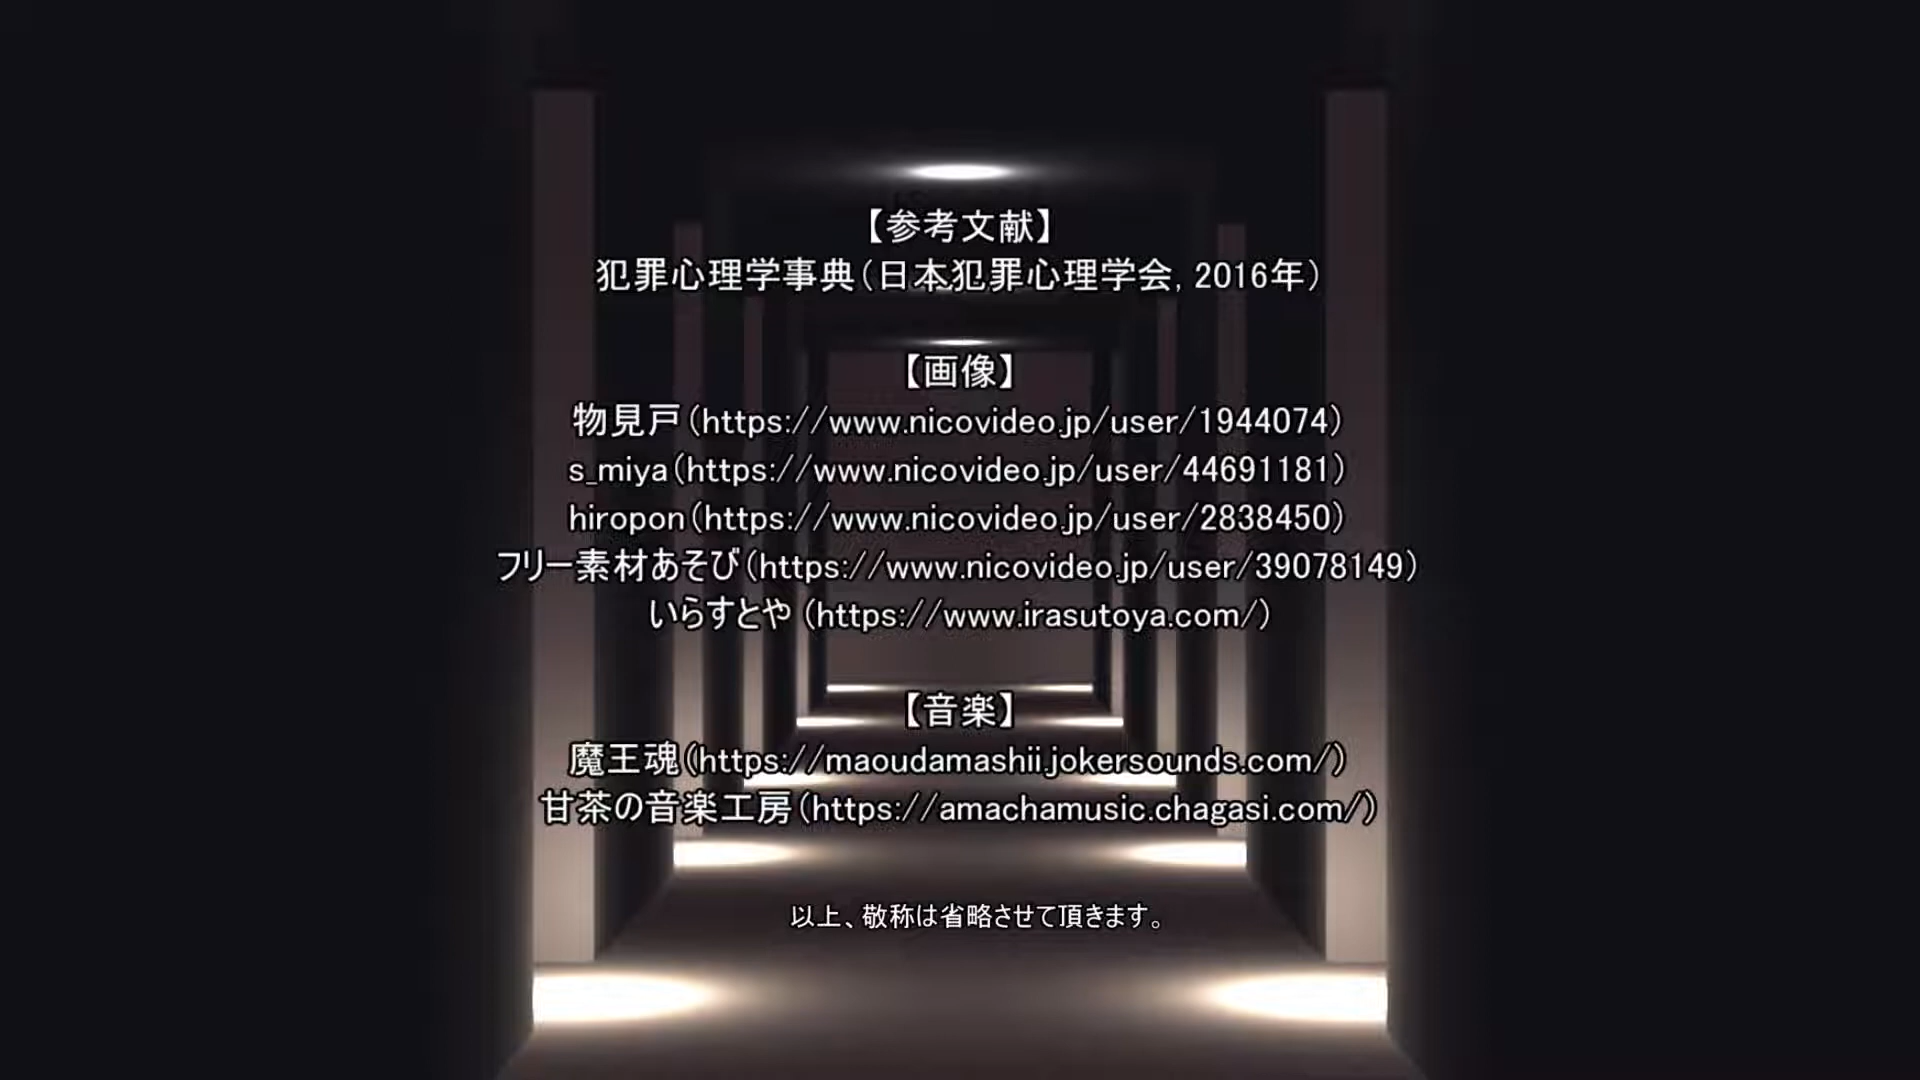 【参考文献】
犯罪心理学事典（日本犯罪心理学会, 2016年）
【画像】
物見戸（https://www.nicovideo.jp/user/1944074）
s_miya（https://www.nicovideo.jp/user/44691181）
hiropon（https://www.nicovideo.jp/user/2838450）
フリー素材あそび（https://www.nicovideo.jp/user/39078149）
いらすとや (https://www.irasutoya.com/）
【音楽】
魔王魂（https://maoudamashii.jokersounds.com/）
甘茶の音楽工房（https://amachamusic.chagasi.com/）
以上、敬称は省略させて頂きます。